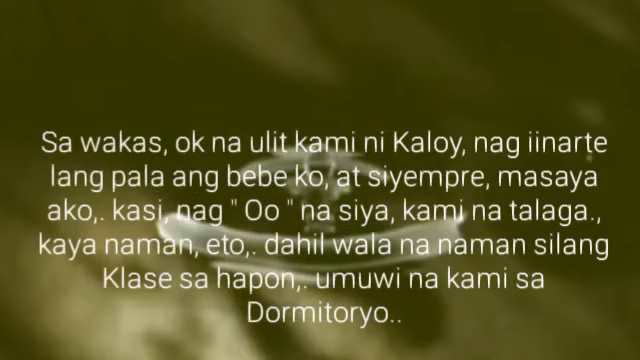 Sa wakas, ok na ulit kami ni Kaloy, nag iinarte
lang pala ang bebe ko, at siyempre, masaya
ako,. kasi, nag " Oo " na siya, kami na talaga.,
kaya naman, eto,. dahil wala na naman silang
Klase sa hapon,. umuwi na kami sa
Dormitoryo..